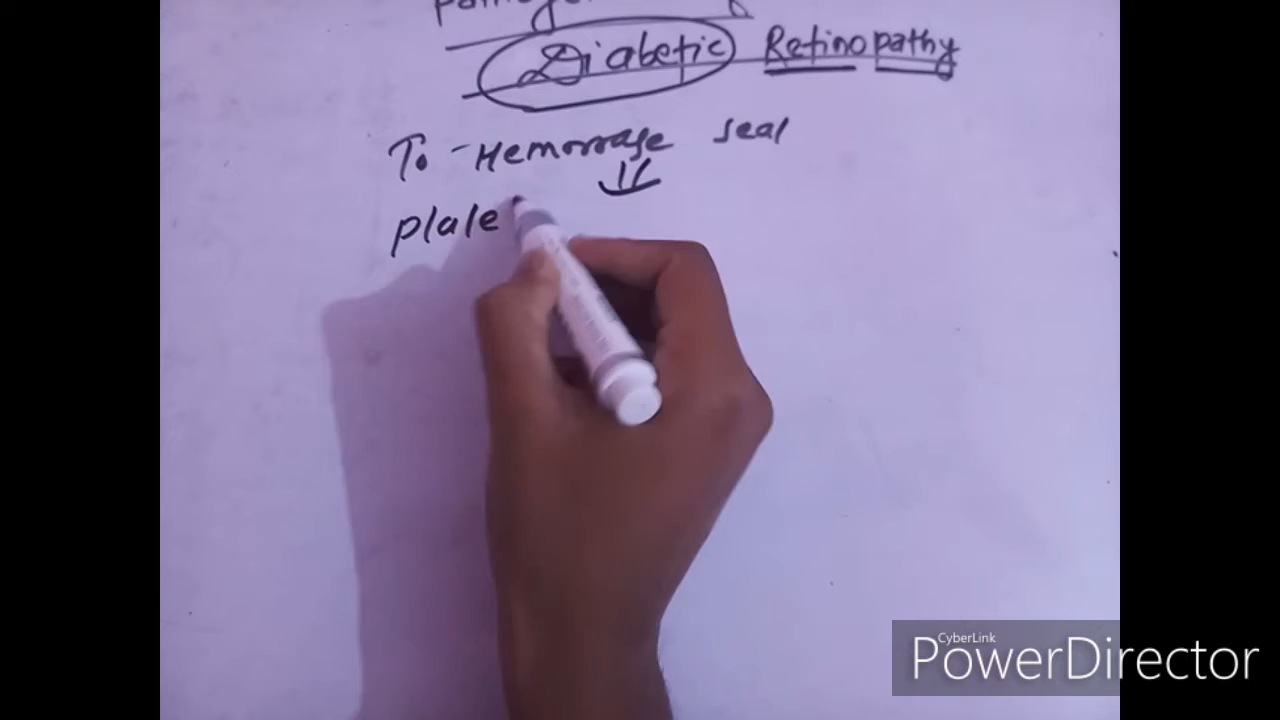 Diabetic Retinopathy
To - Hemorrage seal
plale
CyberLink
PowerDirector